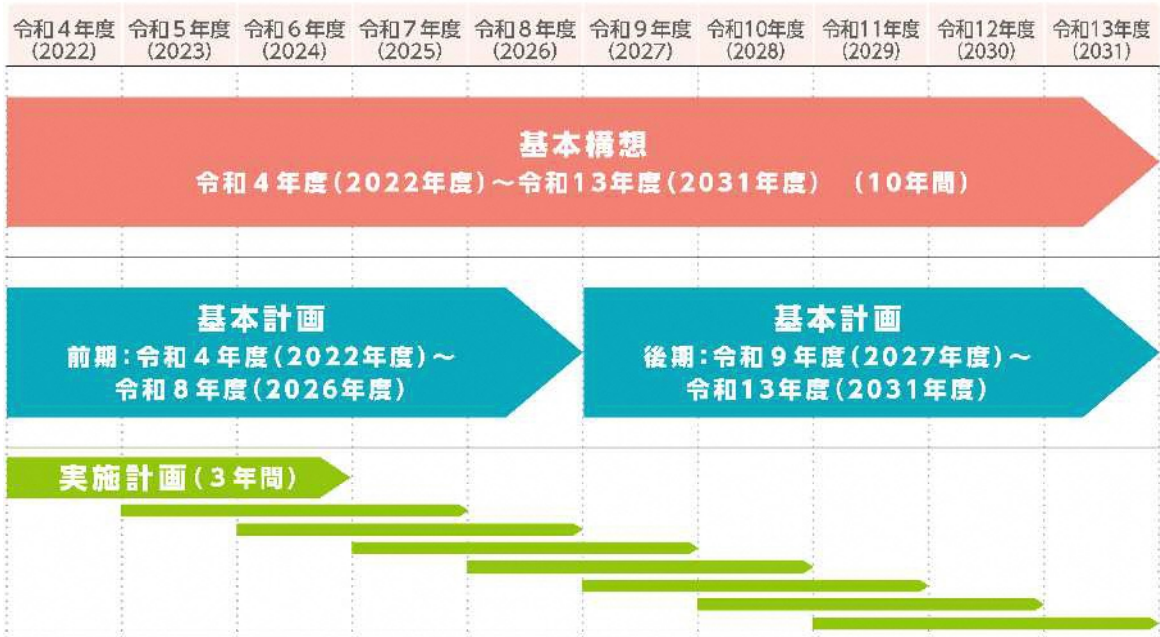 令和4年度 令和5年度 令和6年度 令和7年度 令和8年度 令和9年度 令和10年度 令和11年度 令和12年度 令和13年度
(2022) (2023) (2024) (2025) (2026) (2027) (2028) (2029) (2030) (2031)
基本構想
令和4年度(2022年度)～令和13年度(2031年度) (10年間)
基本計画
前期:令和4年度(2022年度)～
令和8年度(2026年度)
基本計画
後期:令和9年度(2027年度)～
令和13年度(2031年度)
実施計画(3年間)